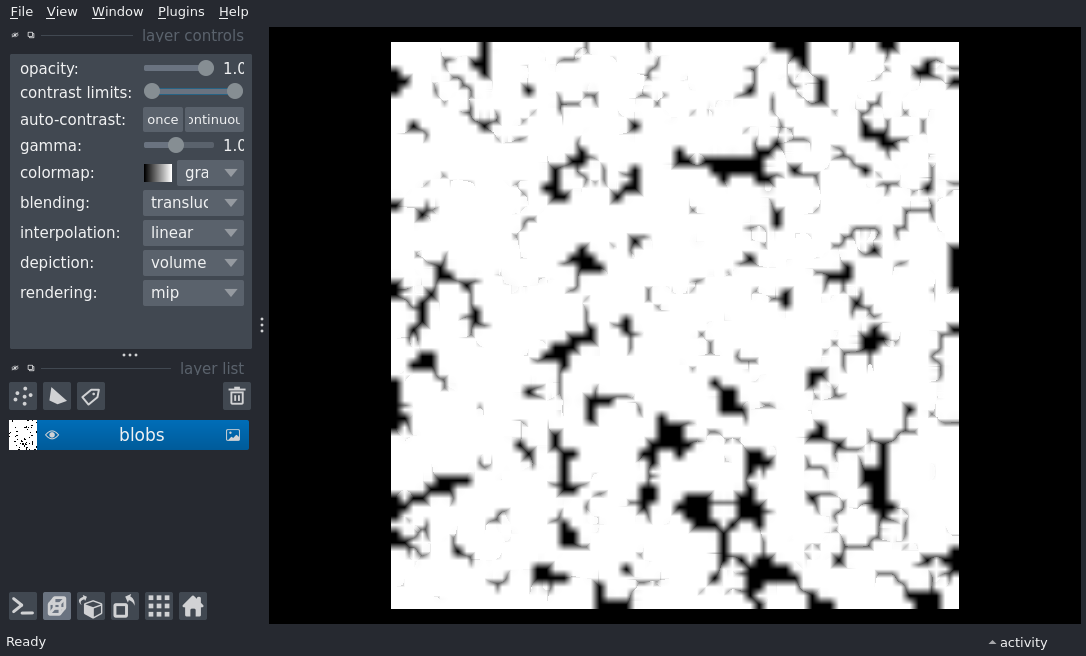 File View Window Plugins Help
layer controls
opacity: 1.0
contrast limits:
auto-contrast: once ontinuou
gamma: 1.0
colormap: gra
blending: transluc
interpolation: linear
depiction: volume
rendering: mip
layer list
blobs
Ready
activity